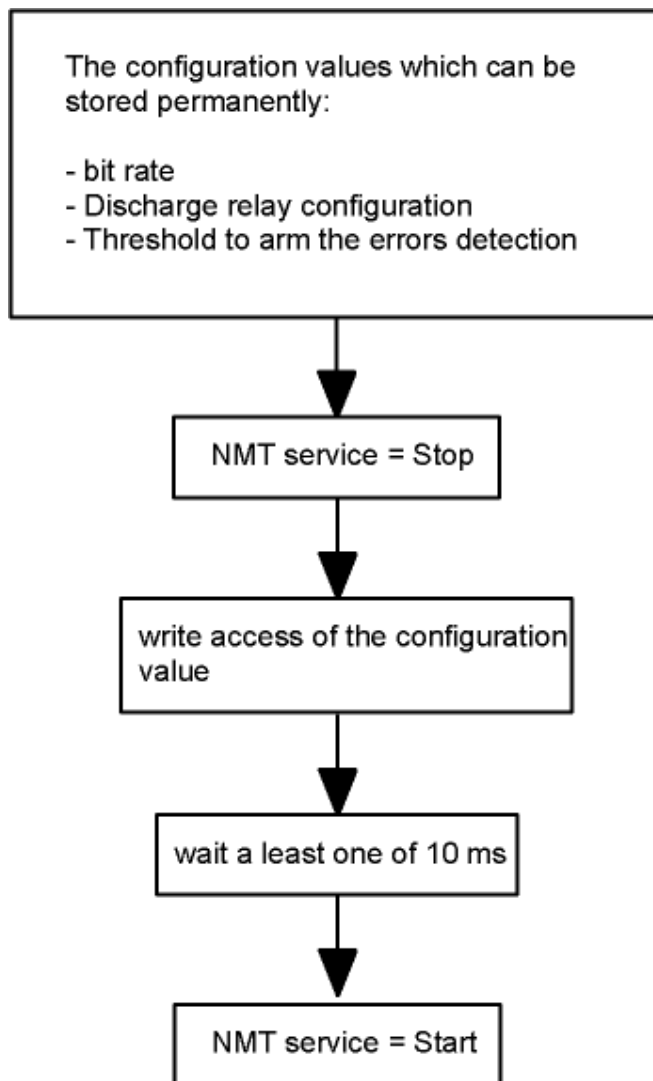 The configuration values which can be
stored permanently:
- bit rate
- Discharge relay configuration
- Threshold to arm the errors detection
NMT service = Stop
write access of the configuration
value
wait a least one of 10 ms
NMT service = Start